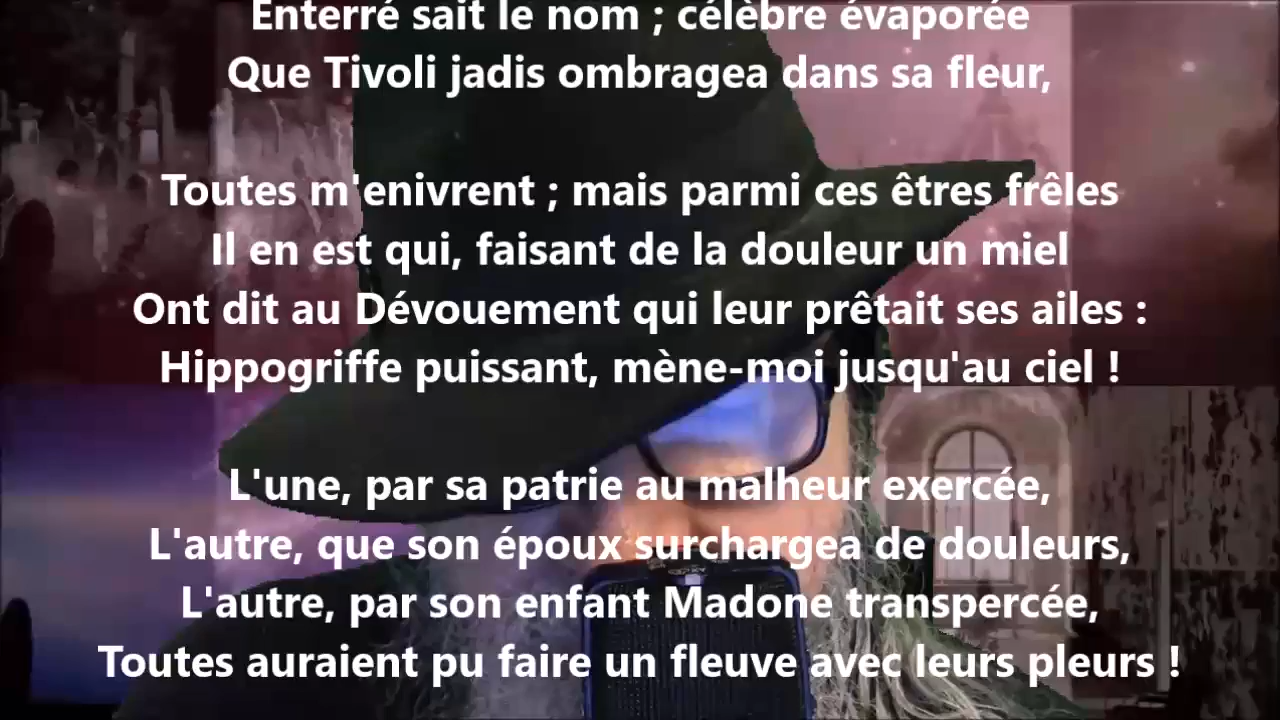 Enterré sait le nom ; célèbre évaporée
Que Tivoli jadis ombragea dans sa fleur,
Toutes m'enivrent ; mais parmi ces êtres frêles
Il en est qui, faisant de la douleur un miel
Ont dit au Dévouement qui leur prêtait ses ailes :
Hippogriffe puissant, mène-moi jusqu'au ciel !
L'une, par sa patrie au malheur exercée,
L'autre, que son époux surchargea de douleurs,
L'autre, par son enfant Madone transpercée,
Toutes auraient pu faire un fleuve avec leurs pleurs !